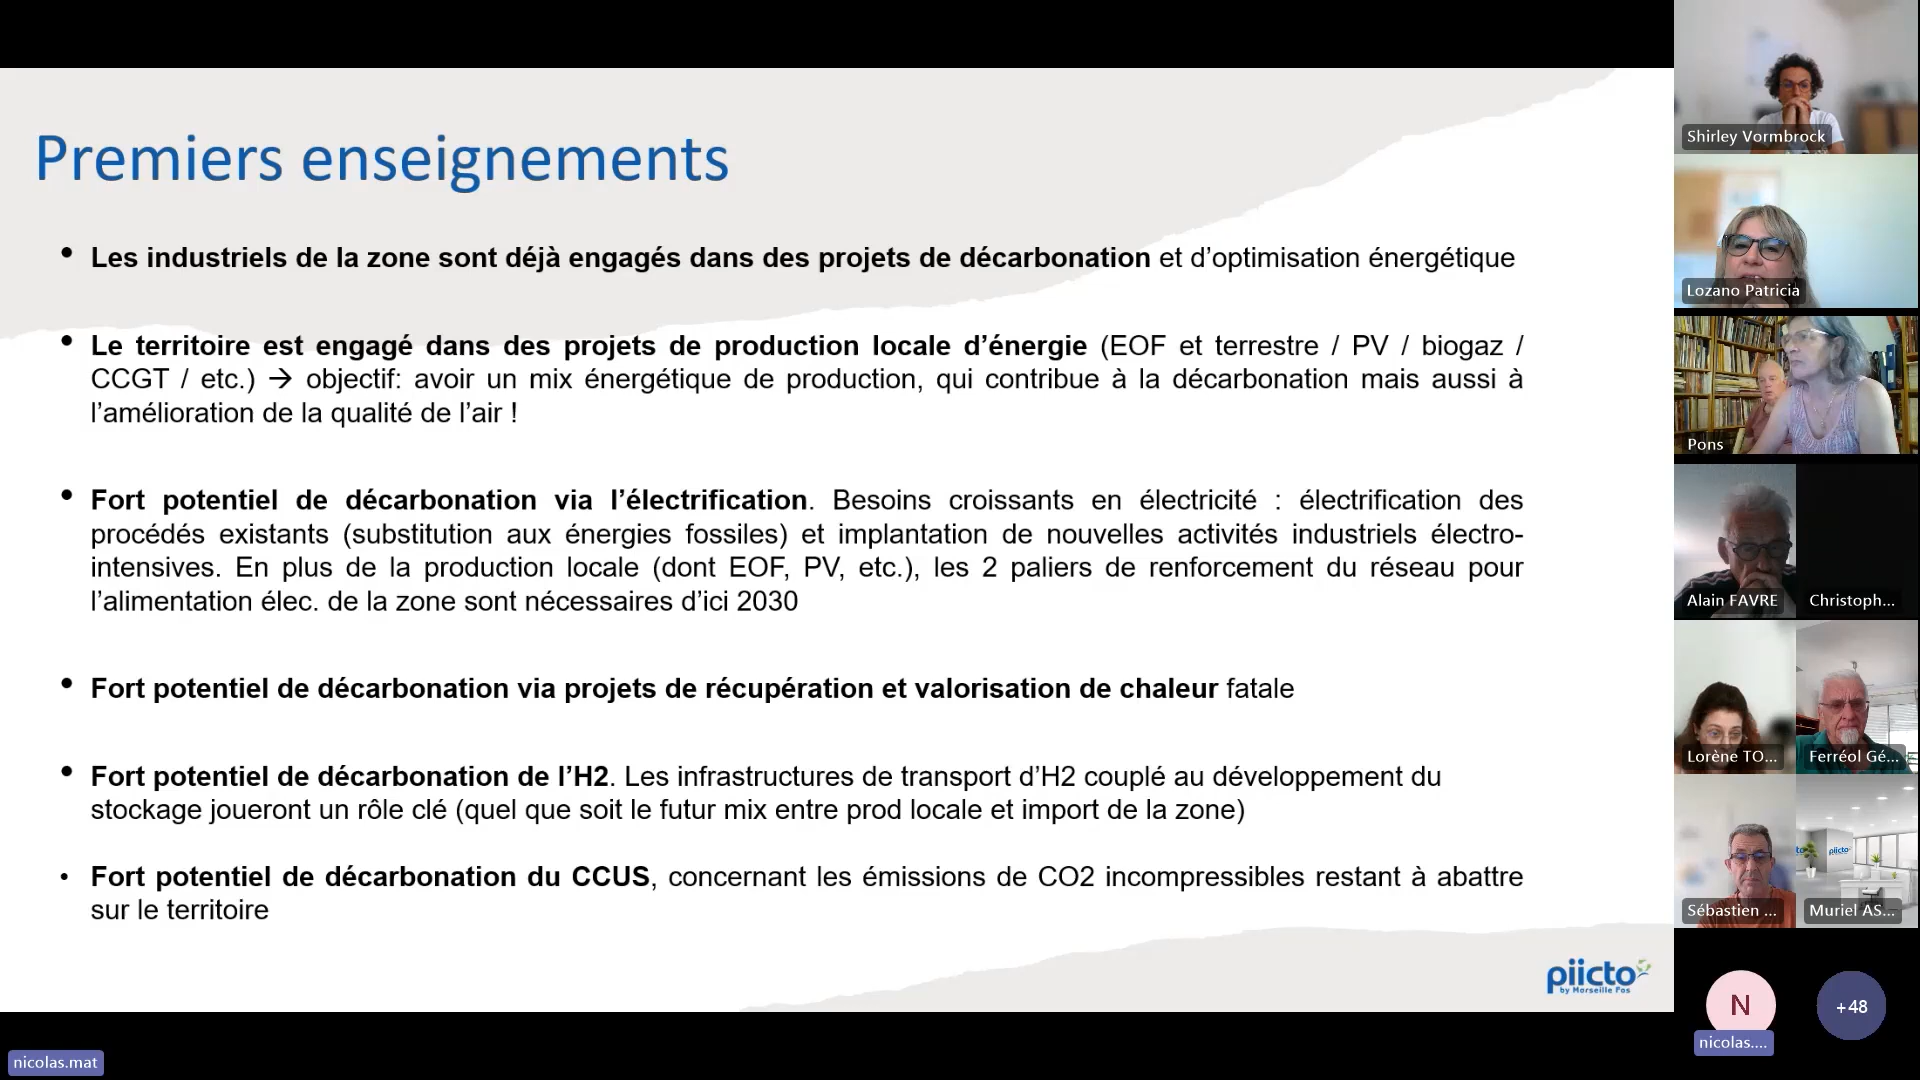 Premiers enseignements
• Les industriels de la zone sont déjà engagés dans des projets de décarbonation et d’optimisation énergétique
• Le territoire est engagé dans des projets de production locale d’énergie (EOF et terrestre / PV / biogaz /
CCGT / etc.) → objectif: avoir un mix énergétique de production, qui contribue à la décarbonation mais aussi à
l’amélioration de la qualité de l’air !
• Fort potentiel de décarbonation via l’électrification. Besoins croissants en électricité : électrification des
procédés existants (substitution aux énergies fossiles) et implantation de nouvelles activités industriels électro-
intensives. En plus de la production locale (dont EOF, PV, etc.), les 2 paliers de renforcement du réseau pour
l’alimentation élec. de la zone sont nécessaires d’ici 2030
• Fort potentiel de décarbonation via projets de récupération et valorisation de chaleur fatale
• Fort potentiel de décarbonation de l’H2. Les infrastructures de transport d’H2 couplé au développement du
stockage joueront un rôle clé (quel que soit le futur mix entre prod locale et import de la zone)
• Fort potentiel de décarbonation du CCUS, concernant les émissions de CO2 incompressibles restant à abattre
sur le territoire
piicto
by Marseille Fos
nicolas.mat
Shirley Vormbrock
Lozano Patricia
Pons
Alain FAVRE
Christoph...
Lorène TO...
Ferréol Gé...
Sébastien ...
piicto
Muriel AS...
N
nicolas....
+48